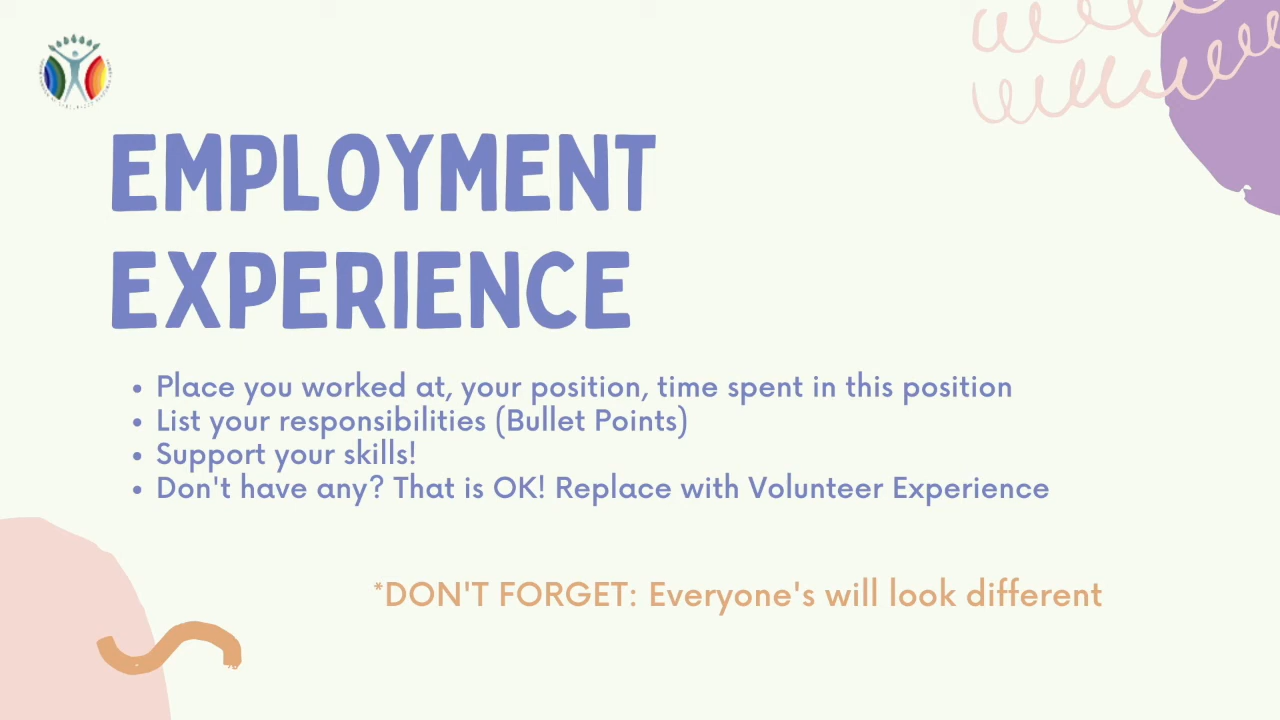 EMPLOYMENT
EXPERIENCE
• Place you worked at, your position, time spent in this position
• List your responsibilities (Bullet Points)
• Support your skills!
• Don't have any? That is OK! Replace with Volunteer Experience
*DON'T FORGET: Everyone's will look different